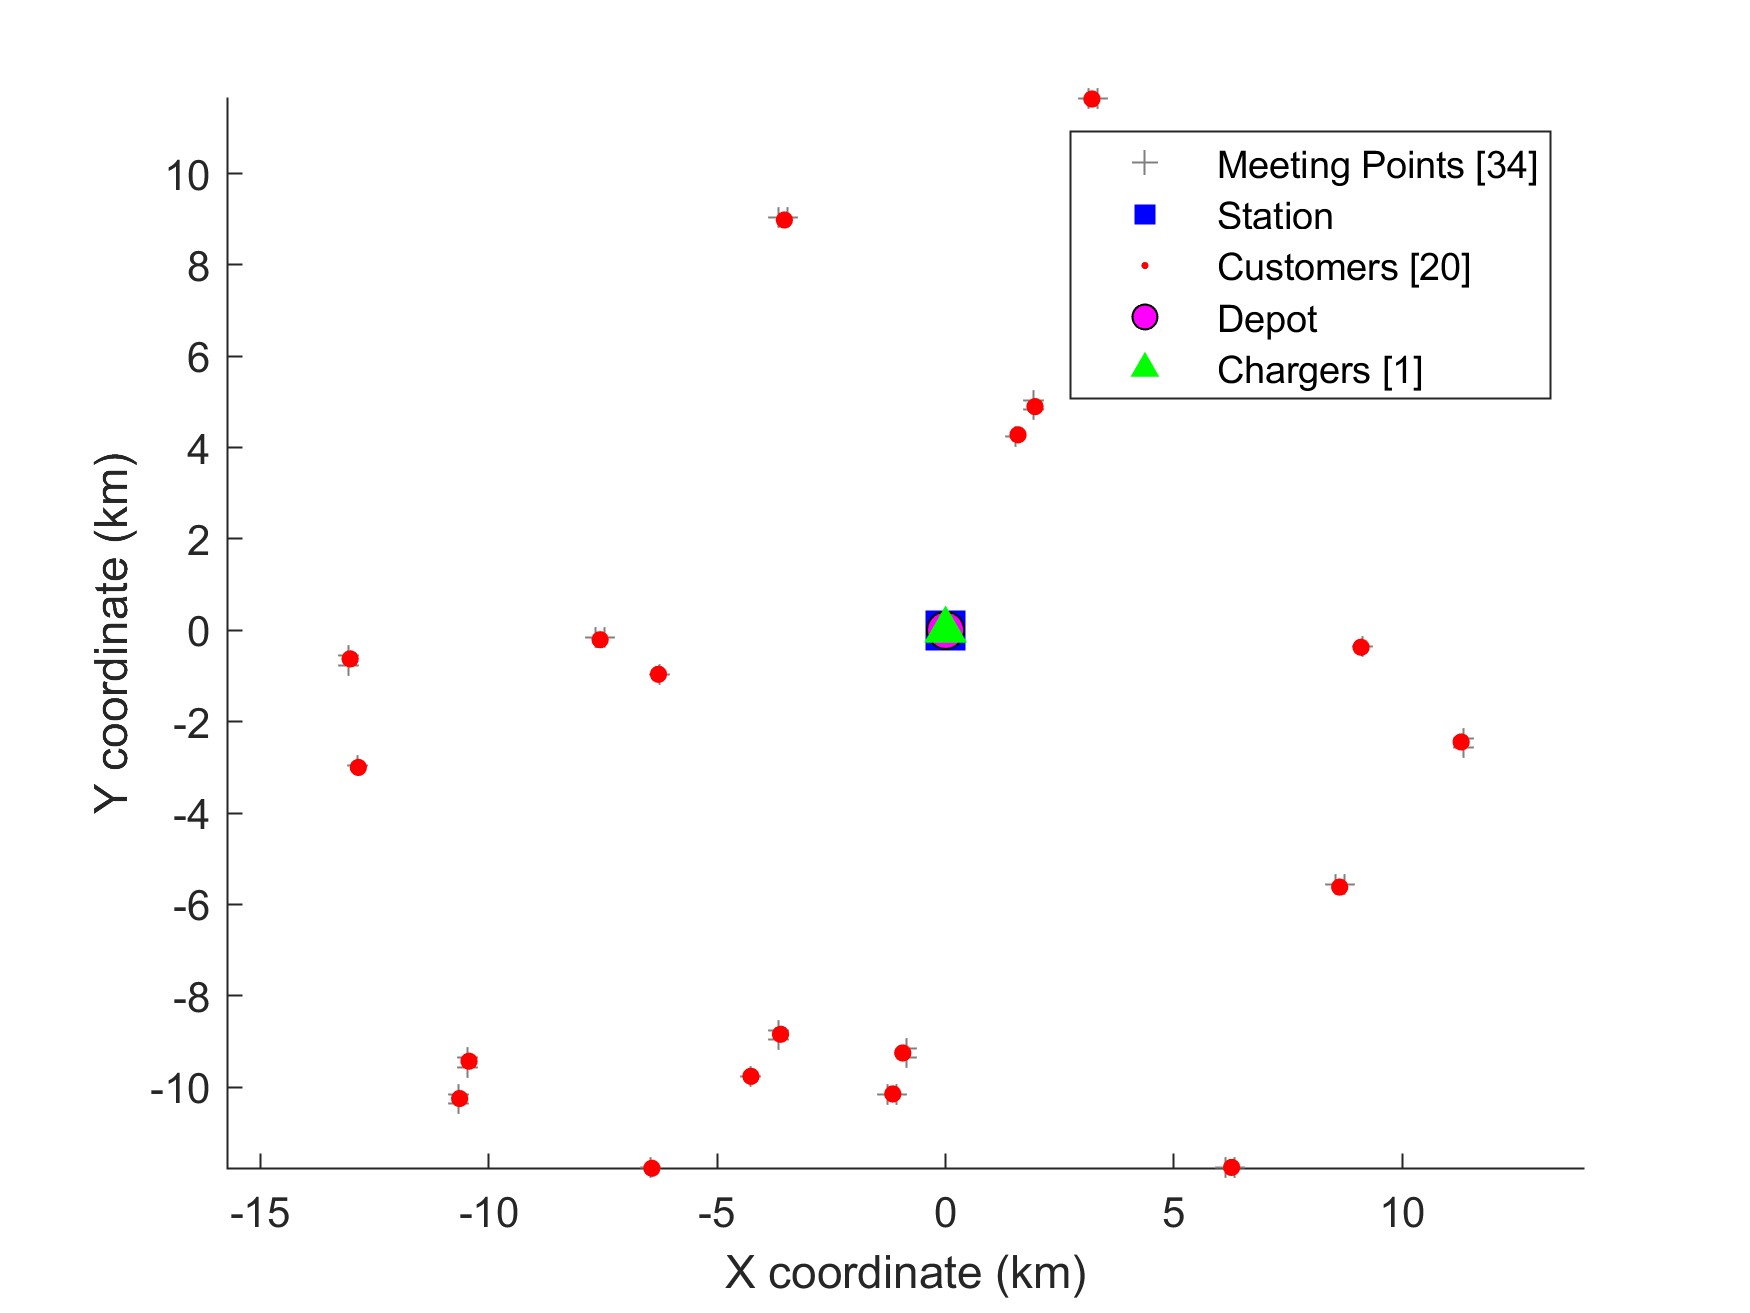 10
8
6
4
2
0
-2
-4
-6
-8
-10
Y coordinate (km)
Meeting Points [34]
Station
Customers [20]
Depot
Chargers [1]
-15 -10 -5 0 5 10
X coordinate (km)